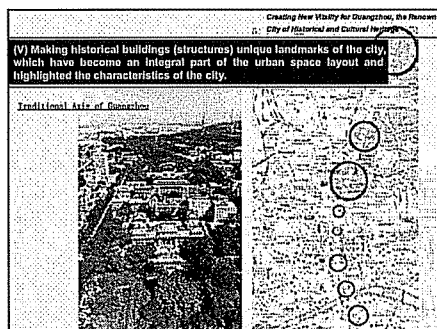 Creating New Vitality for Guangzhou, the Renown
City of Historical and Cultural Heritage
(V) Making historical buildings (structures) unique landmarks of the city,
which have become an integral part of the urban space layout and
highlighted the characteristics of the city.
Traditional Axis of Guangzhou